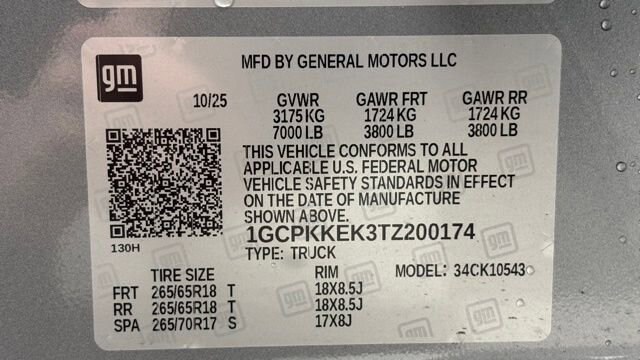 gm
MFD BY GENERAL MOTORS LLC
10/25 GVWR GAWR FRT GAWR RR
3175 KG 1724 KG 1724 KG
7000 LB 3800 LB 3800 LB
THIS VEHICLE CONFORMS TO ALL
APPLICABLE U.S. FEDERAL MOTOR
VEHICLE SAFETY STANDARDS IN EFFECT
ON THE DATE OF MANUFACTURE
SHOWN ABOVE.
1GCPKKEK3TZ200174
130H
TYPE: TRUCK
TIRE SIZE RIM MODEL: 34CK10543
FRT 265/65R18 T 18X8.5J
RR 265/65R18 T 18X8.5J
SPA 265/70R17 S 17X8J